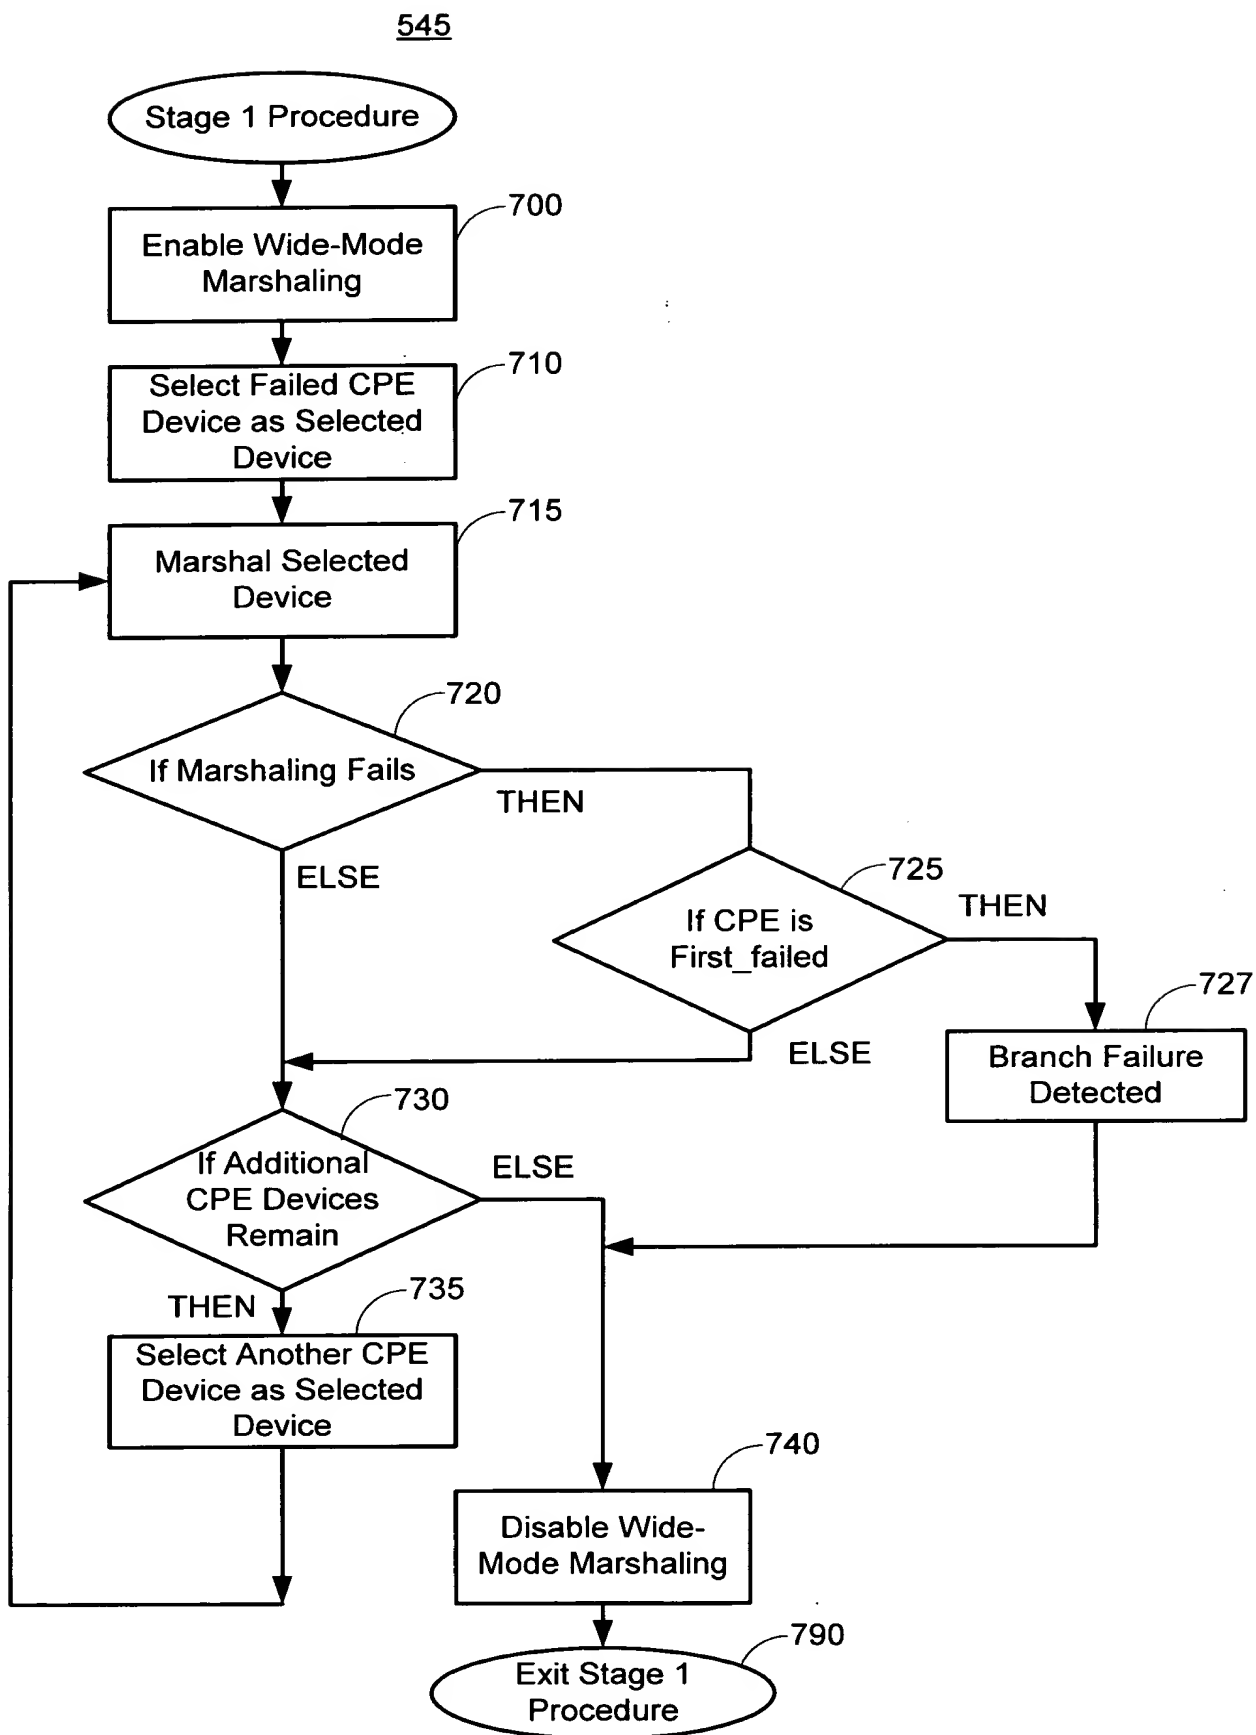 545
Stage 1 Procedure
700
Enable Wide-Mode
Marshaling
710
Select Failed CPE
Device as Selected
Device
715
Marshal Selected
Device
720
If Marshaling Fails
THEN
ELSE
725
If CPE is
First_failed
THEN
727
ELSE
Branch Failure
Detected
730
If Additional
CPE Devices
Remain
ELSE
THEN
735
Select Another CPE
Device as Selected
Device
740
Disable Wide-
Mode Marshaling
790
Exit Stage 1
Procedure